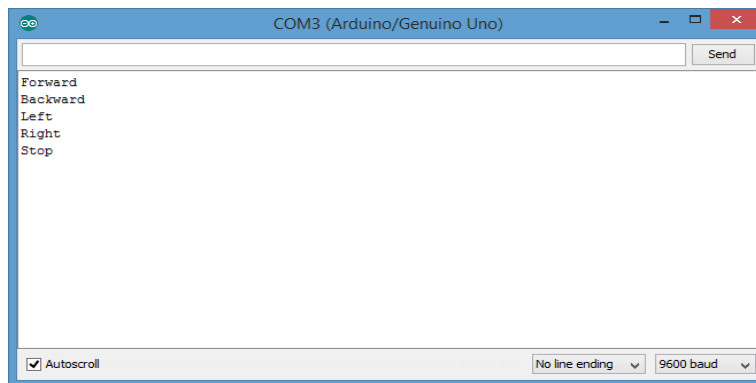 COM3 (Arduino/Genuino Uno)
Send
Forward
Backward
Left
Right
Stop
Autoscroll
No line ending
9600 baud